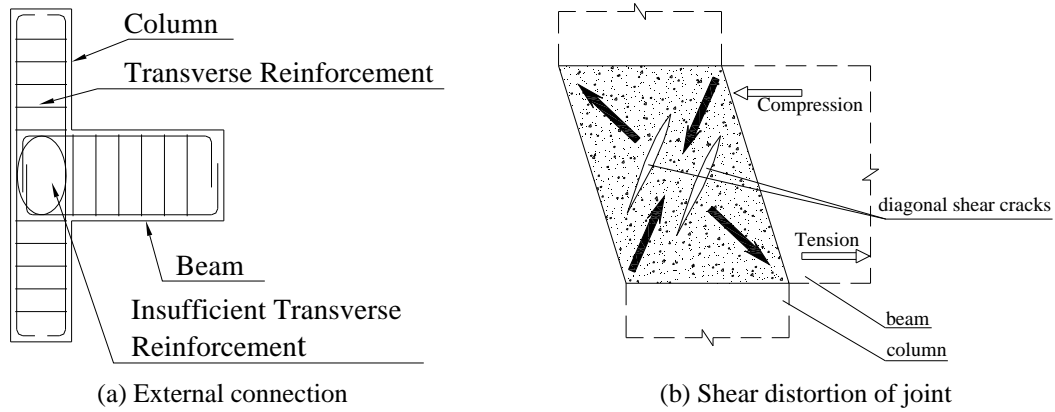 Column
Transverse Reinforcement
Beam
Insufficient Transverse
Reinforcement
(a) External connection
Compression
diagonal shear cracks
Tension
beam
column
(b) Shear distortion of joint